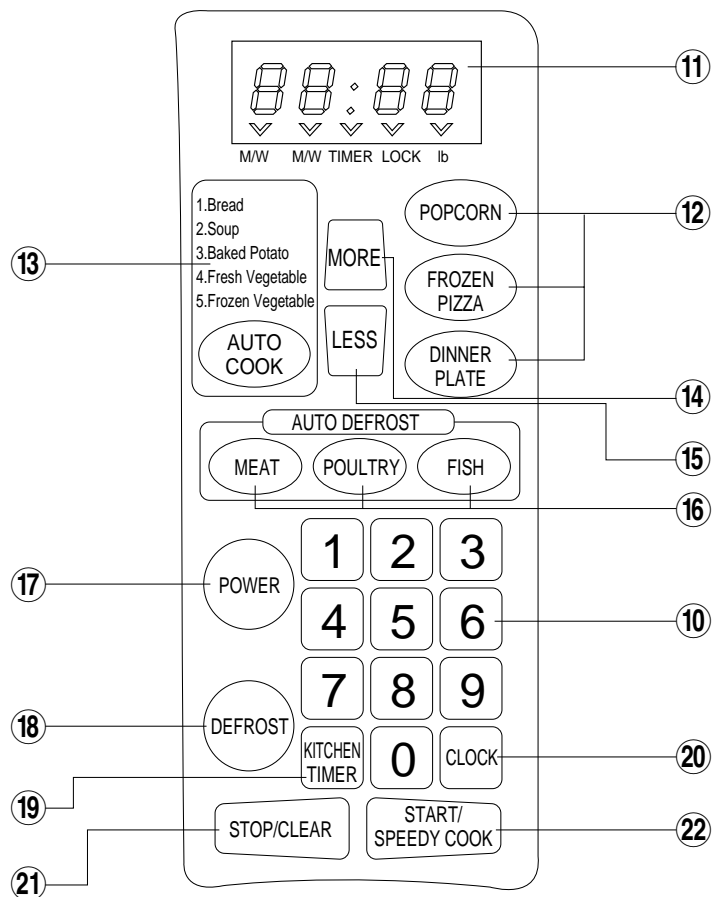 88:88
M/W M/W TIMER LOCK lb
11
1.Bread
2.Soup
3.Baked Potato
4.Fresh Vegetable
5.Frozen Vegetable
AUTO
COOK
13
MORE
LESS
POPCORN
12
FROZEN
PIZZA
DINNER
PLATE
14
15
AUTO DEFROST
MEAT POULTRY FISH
16
17
POWER
1 2 3
4 5 6
10
7 8 9
18
DEFROST
KITCHEN
TIMER
0
CLOCK
20
19
STOP/CLEAR
START/
SPEEDY COOK
22
21